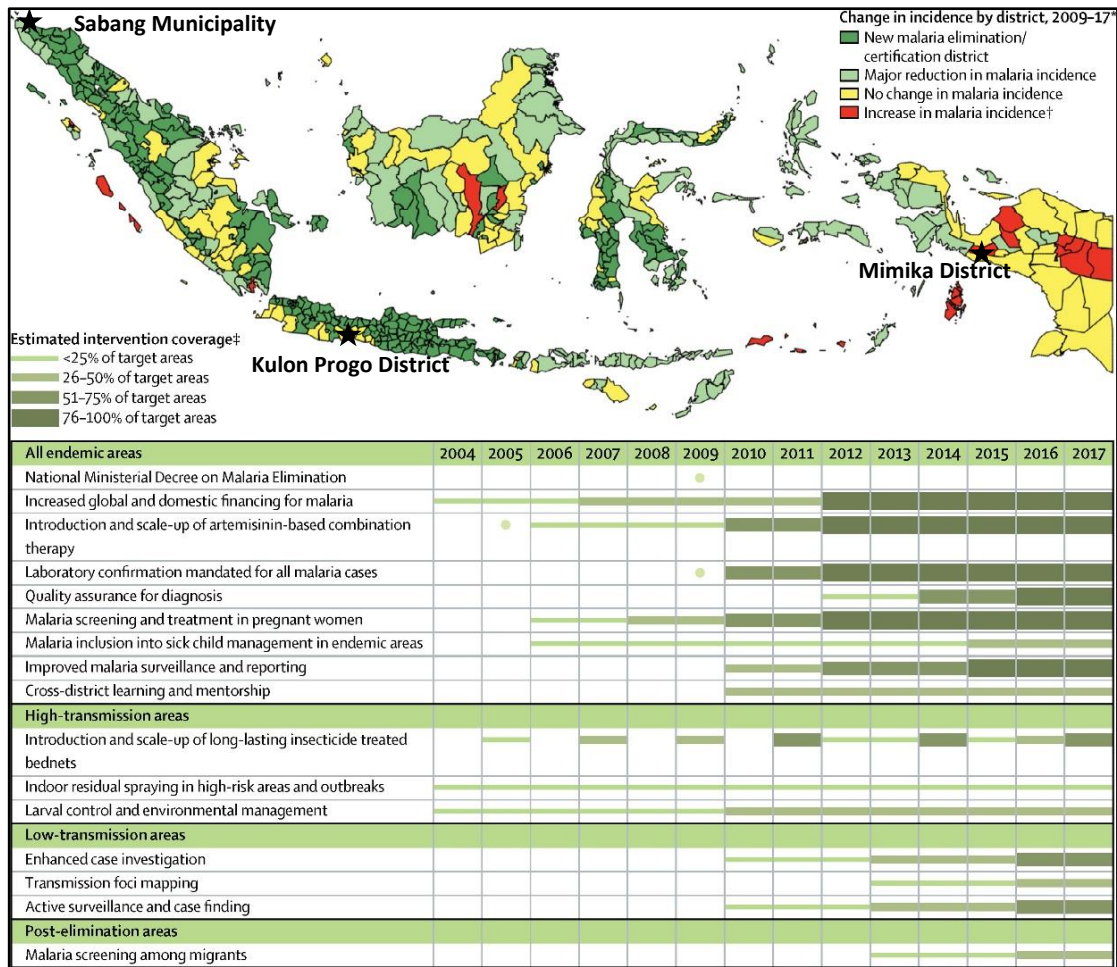 Sabang Municipality
Change in incidence by district, 2009–17*
New malaria elimination/
certification district
Major reduction in malaria incidence
No change in malaria incidence
Increase in malaria incidence†
Mimika District
Kulon Progo District
Estimated intervention coverage‡
<25% of target areas
26–50% of target areas
51–75% of target areas
76–100% of target areas
All endemic areas 2004 2005 2006 2007 2008 2009 2010 2011 2012 2013 2014 2015 2016 2017
National Ministerial Decree on Malaria Elimination
Increased global and domestic financing for malaria
Introduction and scale-up of artemisinin-based combination
therapy
Laboratory confirmation mandated for all malaria cases
Quality assurance for diagnosis
Malaria screening and treatment in pregnant women
Malaria inclusion into sick child management in endemic areas
Improved malaria surveillance and reporting
Cross-district learning and mentorship
High-transmission areas
Introduction and scale-up of long-lasting insecticide treated
bednets
Indoor residual spraying in high-risk areas and outbreaks
Larval control and environmental management
Low-transmission areas
Enhanced case investigation
Transmission foci mapping
Active surveillance and case finding
Post-elimination areas
Malaria screening among migrants